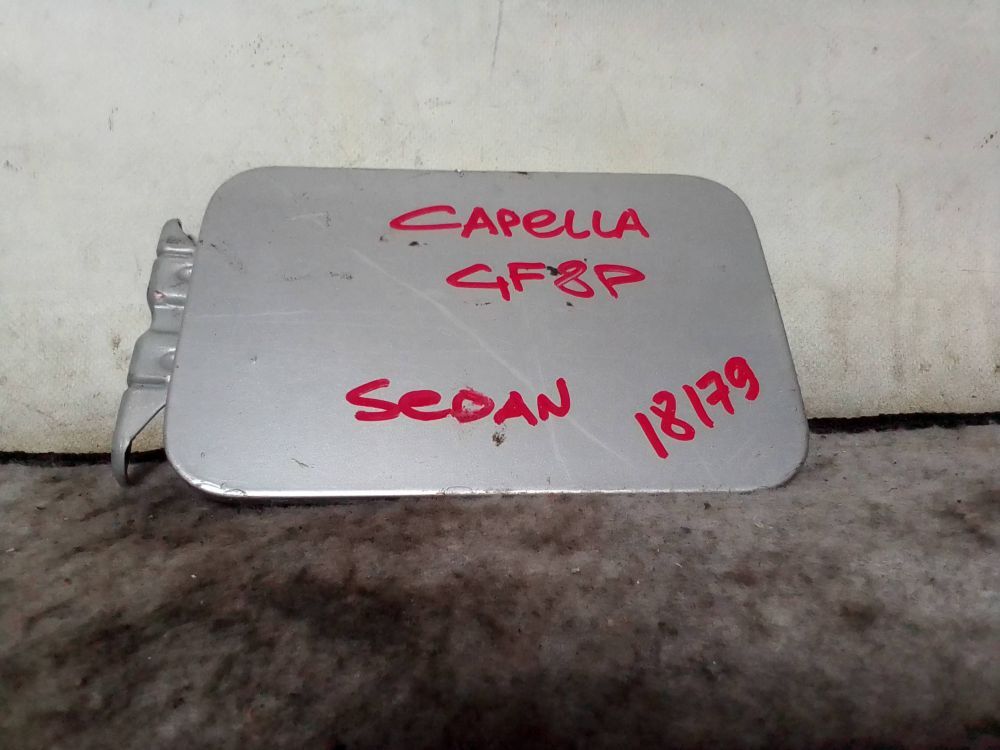 CAPELLA
GF8P
SEDAN
18179